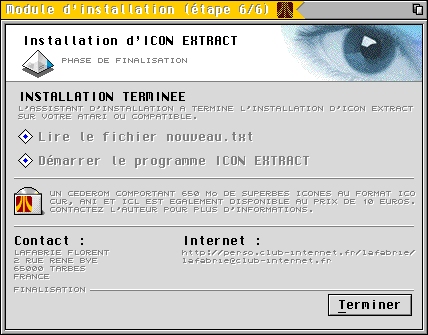 Module d'installation (étape 6/6)
Installation d'ICON EXTRACT
PHASE DE FINALISATION
INSTALLATION TERMINEE
L'ASSISTANT D'INSTALLATION A TERMINE L'INSTALLATION D'ICON EXTRACT
SUR VOTRE ATARI OU COMPATIBLE.
Lire le fichier nouveau.txt
Démarrer le programme ICON EXTRACT
UN CEDEROM COMPORTANT 650 Mo DE SUPERBES ICONES AU FORMAT ICO
CUR, ANI ET ICL EST EGALEMENT DISPONIBLE AU PRIX DE 10 EUROS.
CONTACTEZ L'AUTEUR POUR PLUS D'INFORMATIONS.
Contact :
LAFABRIE FLORENT
2 RUE RENE BYE
65000 TARBES
FRANCE
Internet :
http://perso.club-internet.fr/lafabrie/
lafabrie@club-internet.fr
FINALISATION
Terminer